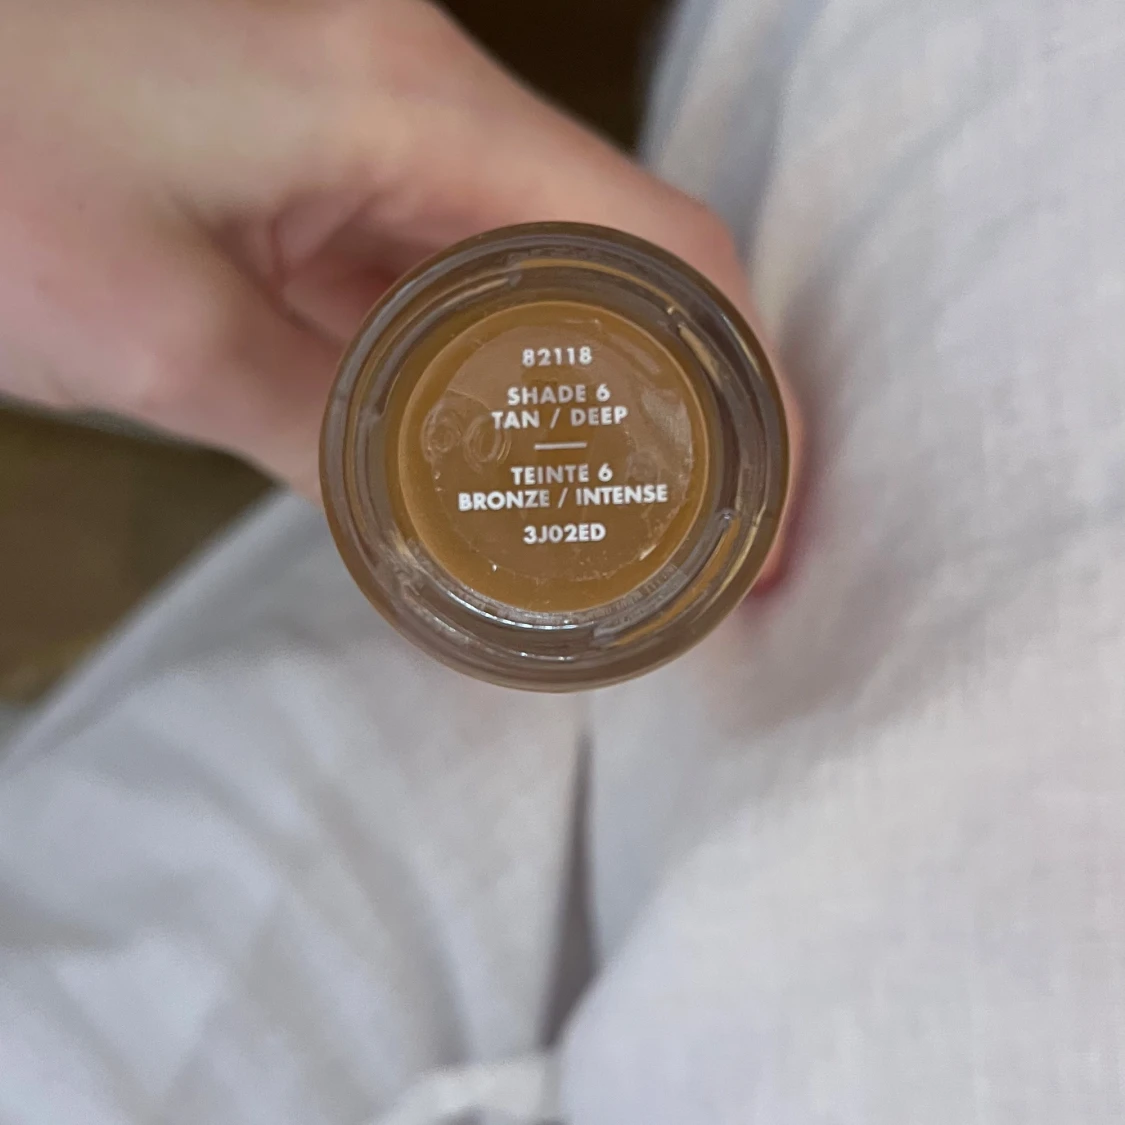 82118
SHADE 6
TAN / DEEP
TEINTE 6
BRONZE / INTENSE
3J02ED